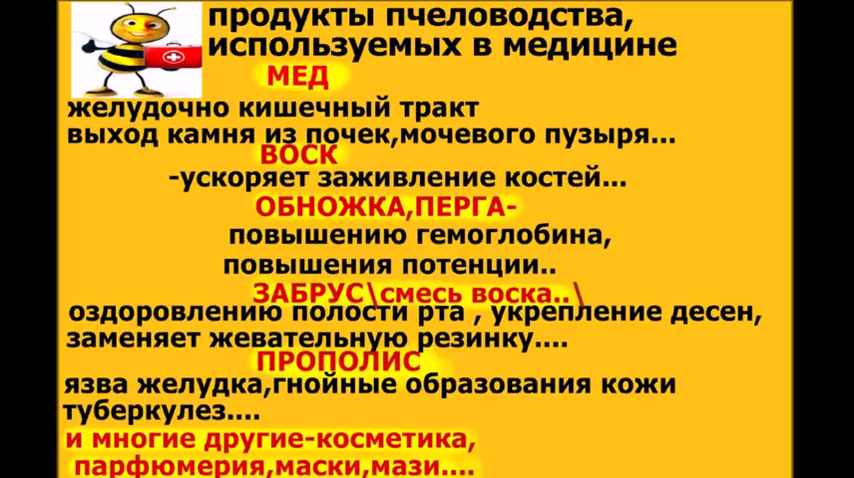 продукты пчеловодства,
используемых в медицине
МЕД
желудочно кишечный тракт
выход камня из почек,мочевого пузыря...
ВОСК
-ускоряет заживление костей...
ОБНОЖКА,ПЕРГА-
повышению гемоглобина,
повышения потенции..
ЗАБРУС\смесь воска..\
оздоровлению полости рта , укрепление десен,
заменяет жевательную резинку....
ПРОПОЛИС
язва желудка,гнойные образования кожи
туберкулез....
и многие другие-косметика,
парфюмерия,маски,мази....